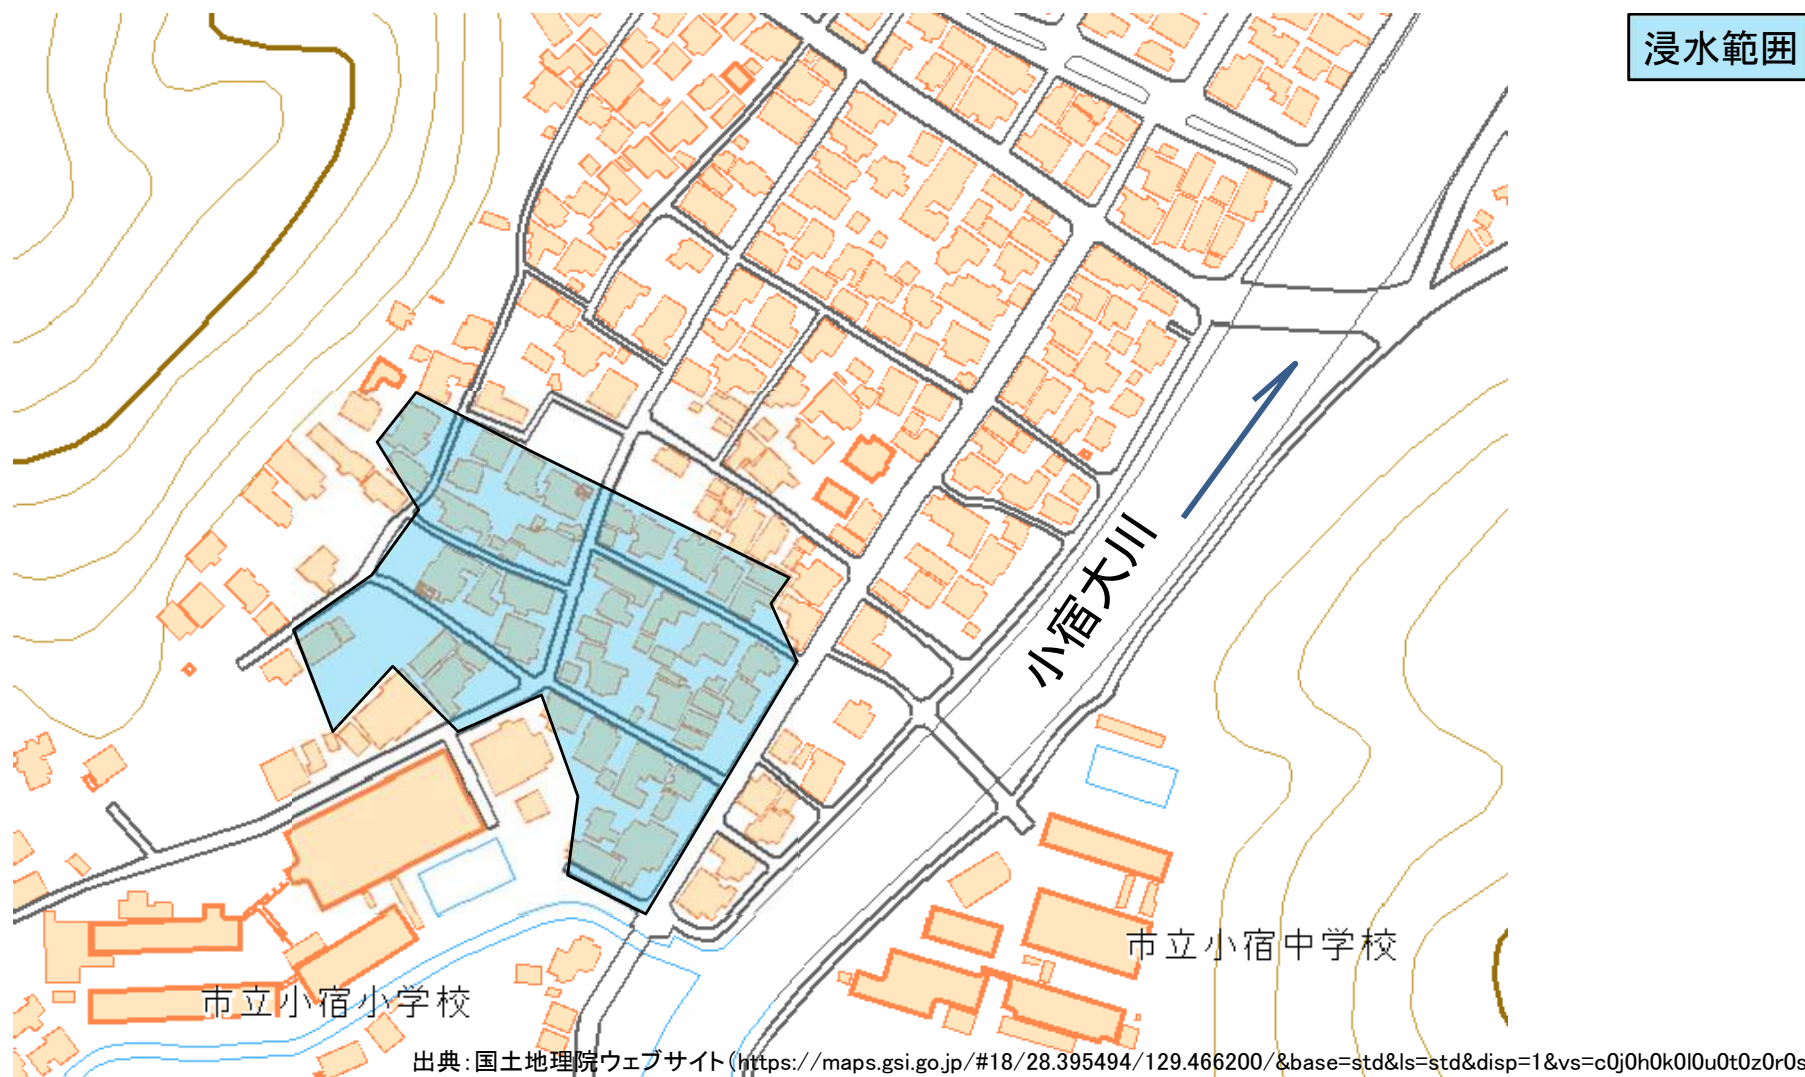 浸水範囲
小宿大川
市立小宿中学校
市立小宿小学校
出典：国土地理院ウェブサイト（https://maps.gsi.go.jp/#18/28.395494/129.466200/&base=std&ls=std&disp=1&vs=c0j0h0k0l0u0t0z0r0s